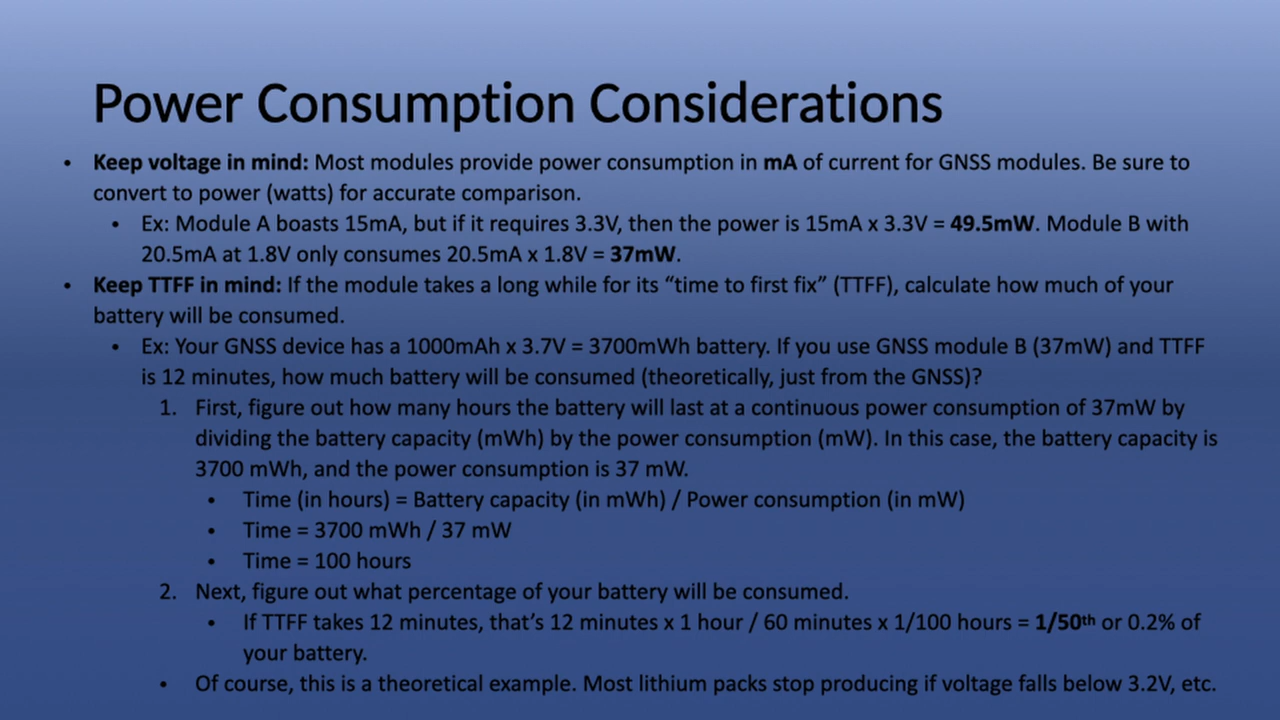 Power Consumption Considerations
• Keep voltage in mind: Most modules provide power consumption in mA of current for GNSS modules. Be sure to
convert to power (watts) for accurate comparison.
• Ex: Module A boasts 15mA, but if it requires 3.3V, then the power is 15mA x 3.3V = 49.5mW. Module B with
20.5mA at 1.8V only consumes 20.5mA x 1.8V = 37mW.
• Keep TTFF in mind: If the module takes a long while for its “time to first fix” (TTFF), calculate how much of your
battery will be consumed.
• Ex: Your GNSS device has a 1000mAh x 3.7V = 3700mWh battery. If you use GNSS module B (37mW) and TTFF
is 12 minutes, how much battery will be consumed (theoretically, just from the GNSS)?
1. First, figure out how many hours the battery will last at a continuous power consumption of 37mW by
dividing the battery capacity (mWh) by the power consumption (mW). In this case, the battery capacity is
3700 mWh, and the power consumption is 37 mW.
• Time (in hours) = Battery capacity (in mWh) / Power consumption (in mW)
• Time = 3700 mWh / 37 mW
• Time = 100 hours
2. Next, figure out what percentage of your battery will be consumed.
• If TTFF takes 12 minutes, that’s 12 minutes x 1 hour / 60 minutes x 1/100 hours = 1/50th or 0.2% of
your battery.
• Of course, this is a theoretical example. Most lithium packs stop producing if voltage falls below 3.2V, etc.